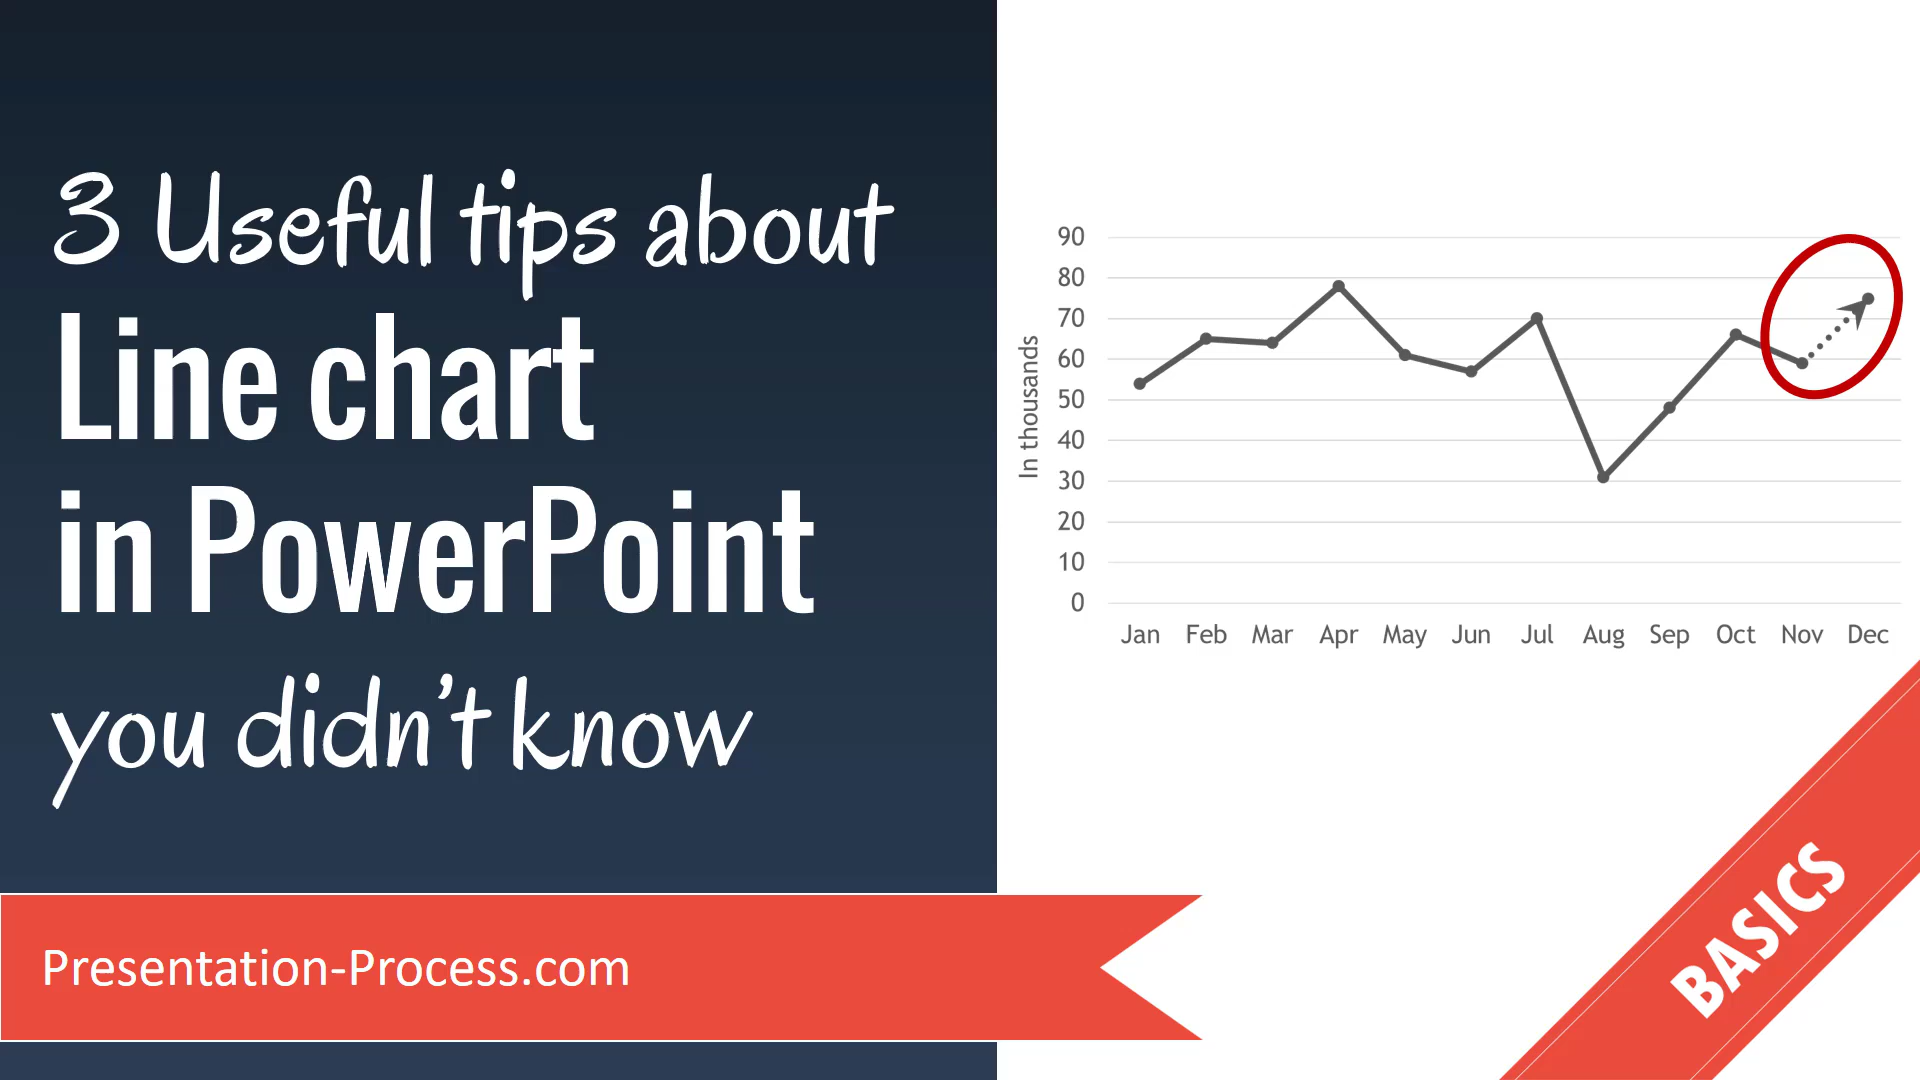 3 Useful tips about
Line chart
in PowerPoint
you didn't know
Presentation-Process.com
In thousands
90
80
70
60
50
40
30
20
10
0
Jan Feb Mar Apr May Jun Jul Aug Sep Oct Nov Dec
BASICS